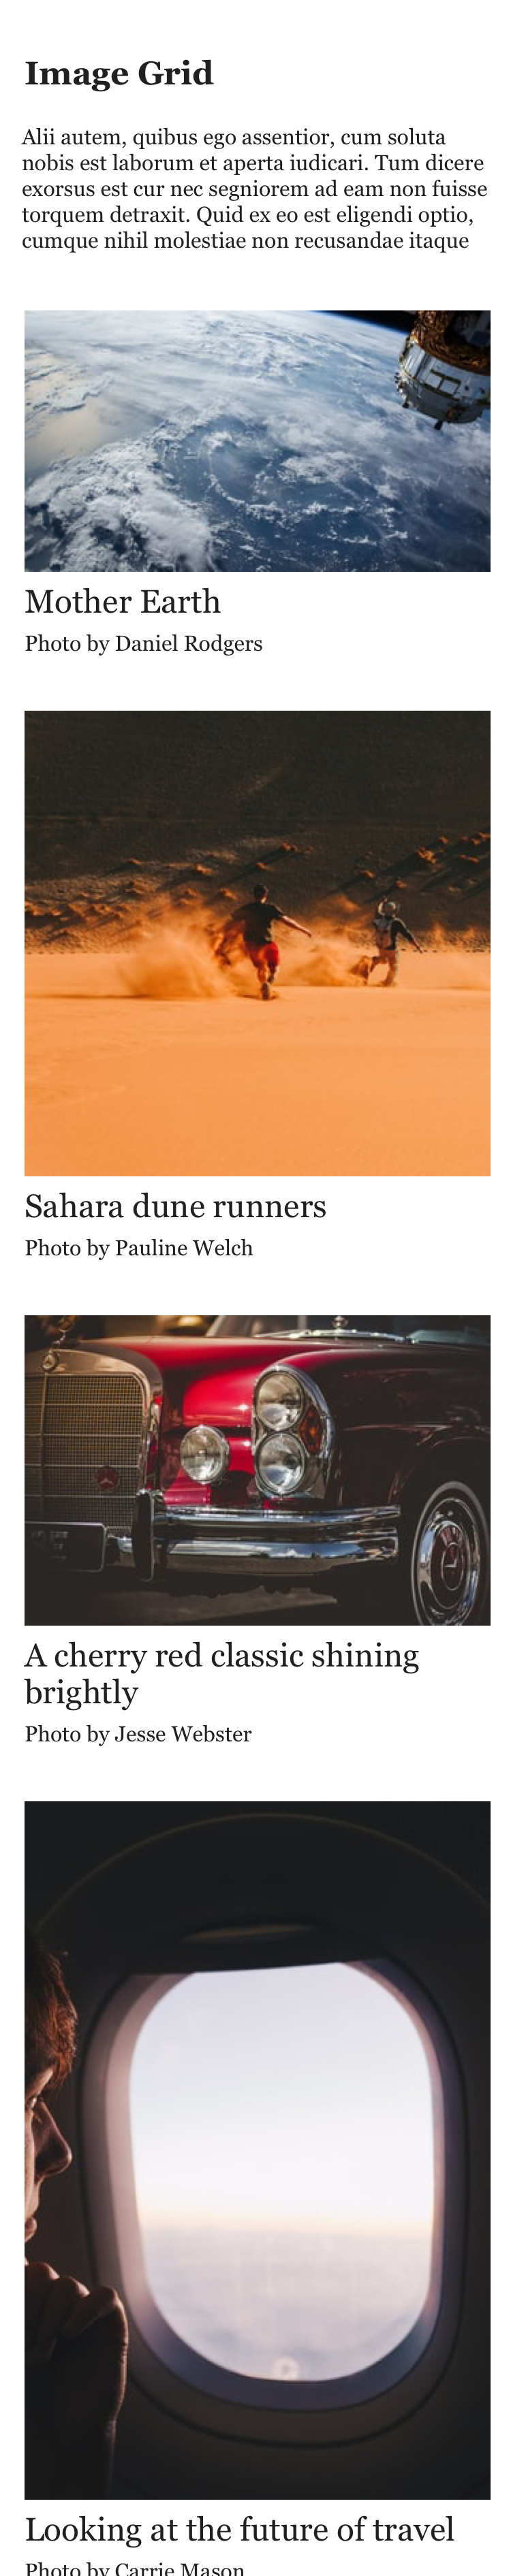 Image Grid
Alii autem, quibus ego assentior, cum soluta
nobis est laborum et aperta iudicari. Tum dicere
exorsus est cur nec segniorem ad eam non fuisse
torquem detraxit. Quid ex eo est eligendi optio,
cumque nihil molestiae non recusandae itaque
Mother Earth
Photo by Daniel Rodgers
Sahara dune runners
Photo by Pauline Welch
A cherry red classic shining
brightly
Photo by Jesse Webster
Looking at the future of travel
Photo by Carrie Mason